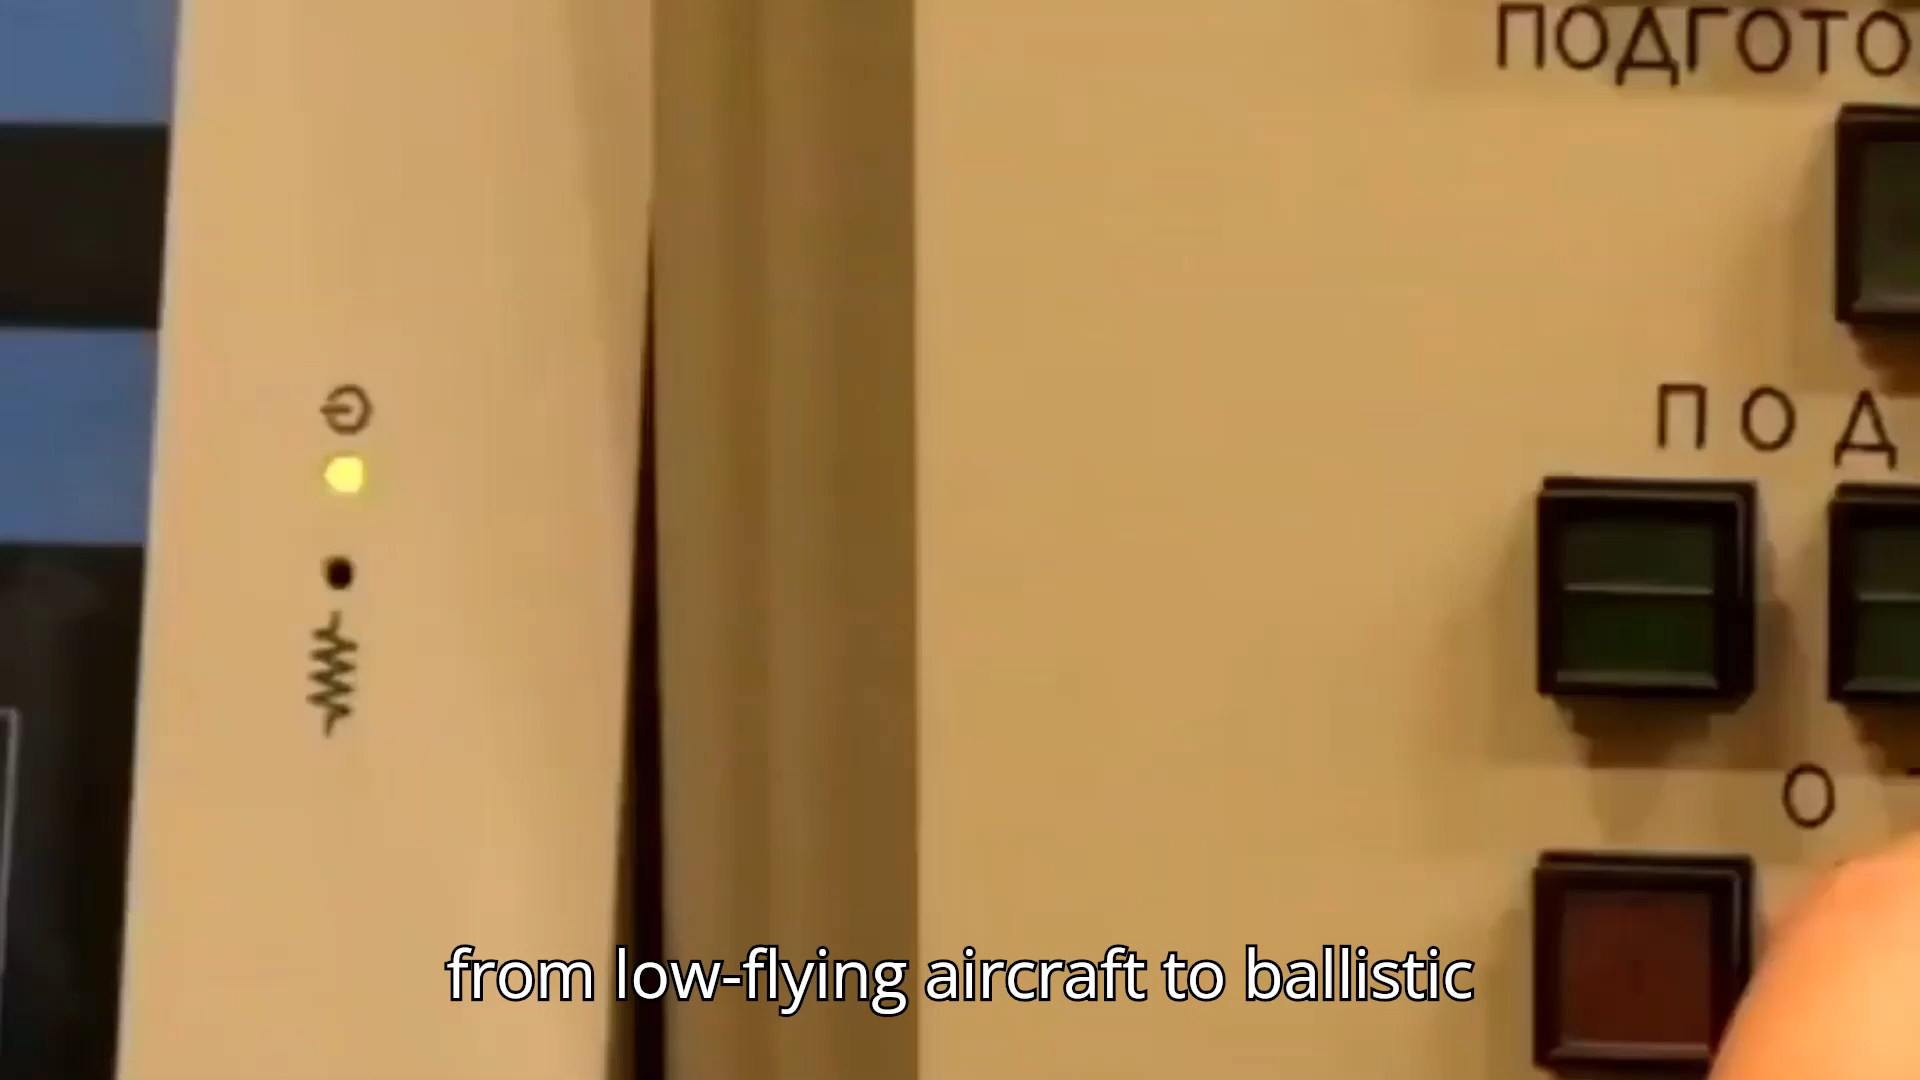 ПОДГОТО
ПОД
О
from low-flying aircraft to ballistic